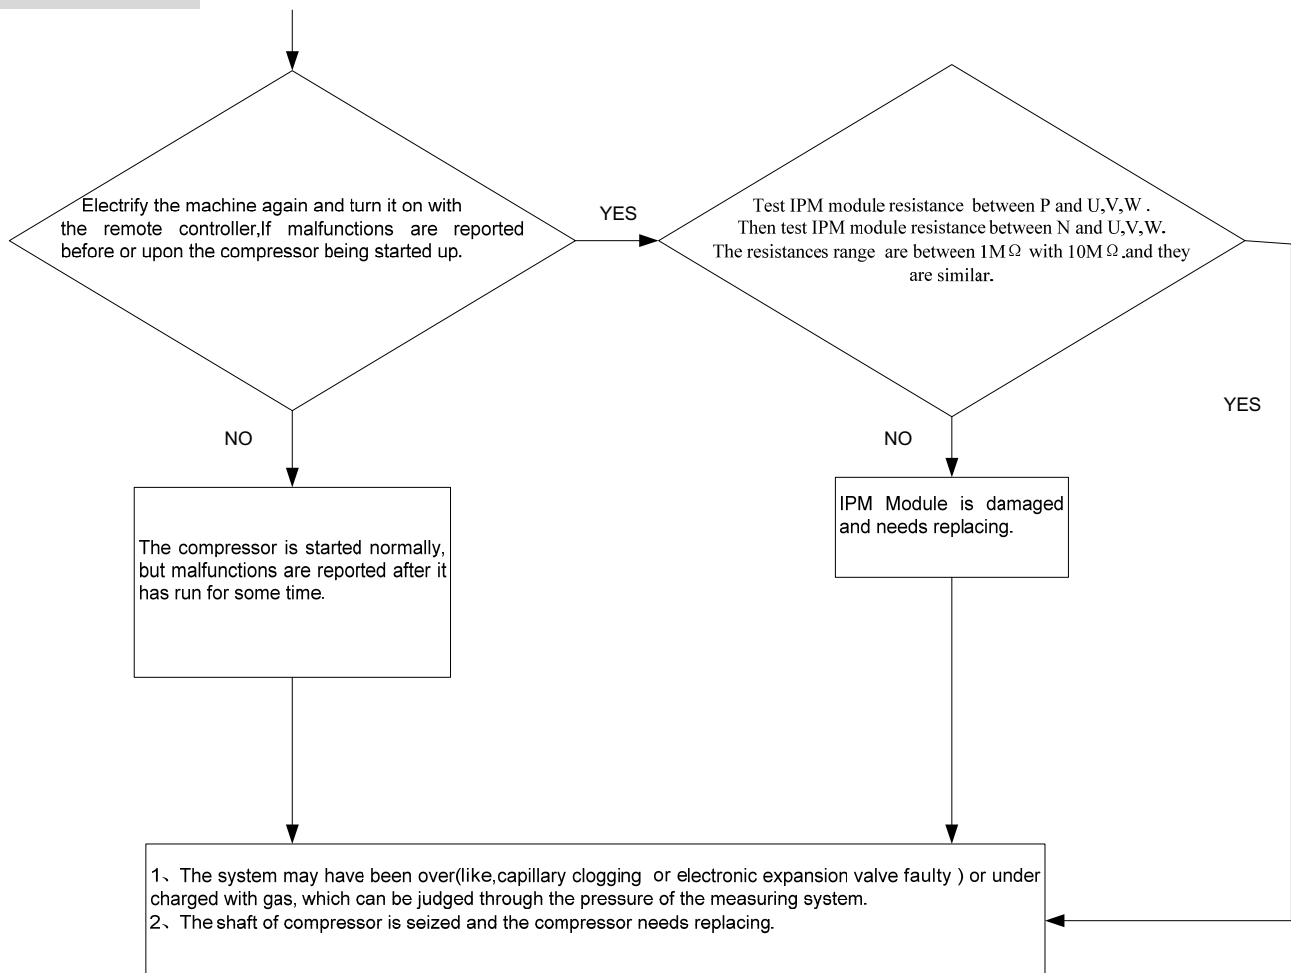 Electrify the machine again and turn it on with
the remote controller,If malfunctions are reported
before or upon the compressor being started up.
YES
Test IPM module resistance between P and U,V,W .
Then test IPM module resistance between N and U,V,W.
The resistances range are between 1MΩ with 10MΩ.and they
are similar.
YES
NO
NO
The compressor is started normally,
but malfunctions are reported after it
has run for some time.
IPM Module is damaged
and needs replacing.
1、The system may have been over(like,capillary clogging or electronic expansion valve faulty ) or under
charged with gas, which can be judged through the pressure of the measuring system.
2、The shaft of compressor is seized and the compressor needs replacing.